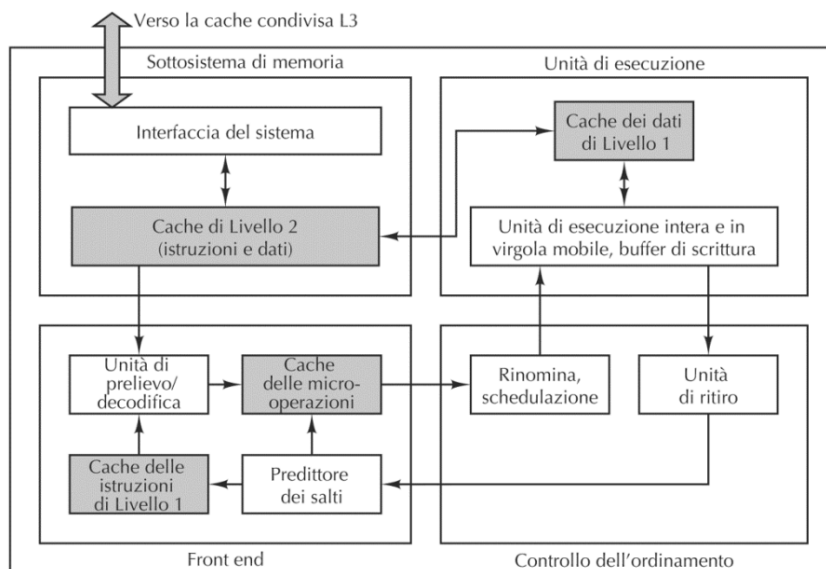 Verso la cache condivisa L3
Sottosistema di memoria
Interfaccia del sistema
Cache di Livello 2
(istruzioni e dati)
Unità di esecuzione
Cache dei dati
di Livello 1
Unità di esecuzione intera e in
virgola mobile, buffer di scrittura
Unità di
prelievo/
decodifica
Cache
delle micro-
operazioni
Cache delle
istruzioni
di Livello 1
Predittore
dei salti
Front end
Rinomina,
schedulazione
Unità
di ritiro
Controllo dell'ordinamento